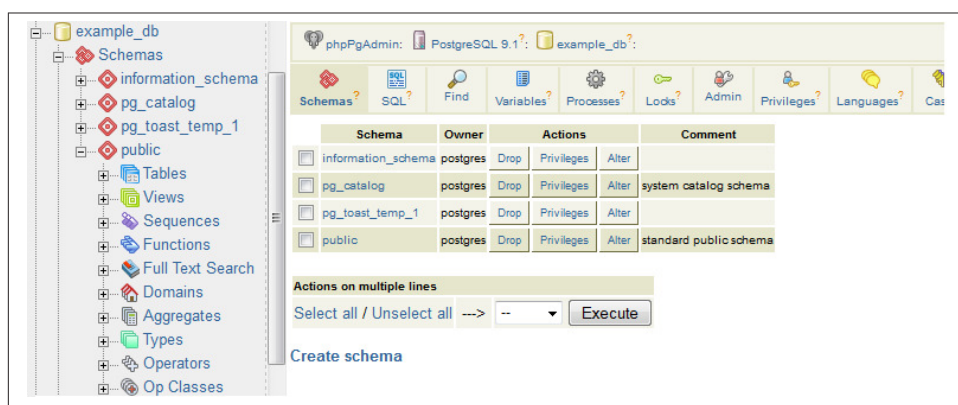 example_db
Schemas
information_schema
pg_catalog
pg_toast_temp_1
public
Tables
Views
Sequences
Functions
Full Text Search
Domains
Aggregates
Types
Operators
Op Classes
phpPgAdmin: PostgreSQL 9.1?: example_db?:
Schemas? SQL? Find Variables? Processes? Locks? Admin Privileges? Languages? Cas
Schema Owner Actions Comment
information_schema postgres Drop Privileges Alter
pg_catalog postgres Drop Privileges Alter system catalog schema
pg_toast_temp_1 postgres Drop Privileges Alter
public postgres Drop Privileges Alter standard public schema
Actions on multiple lines
Select all / Unselect all ---> -- Execute
Create schema